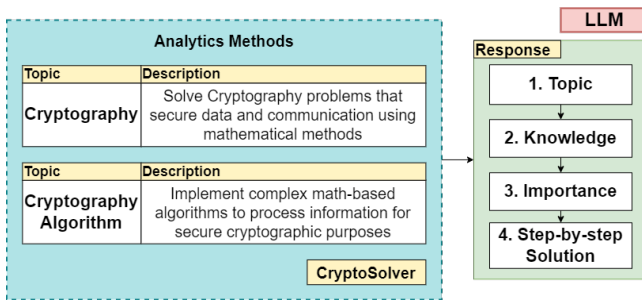 Analytics Methods
Topic
Description
Cryptography
Solve Cryptography problems that
secure data and communication using
mathematical methods
Topic
Description
Cryptography
Algorithm
Implement complex math-based
algorithms to process information for
secure cryptographic purposes
CryptoSolver
LLM
Response
1. Topic
2. Knowledge
3. Importance
4. Step-by-step
Solution